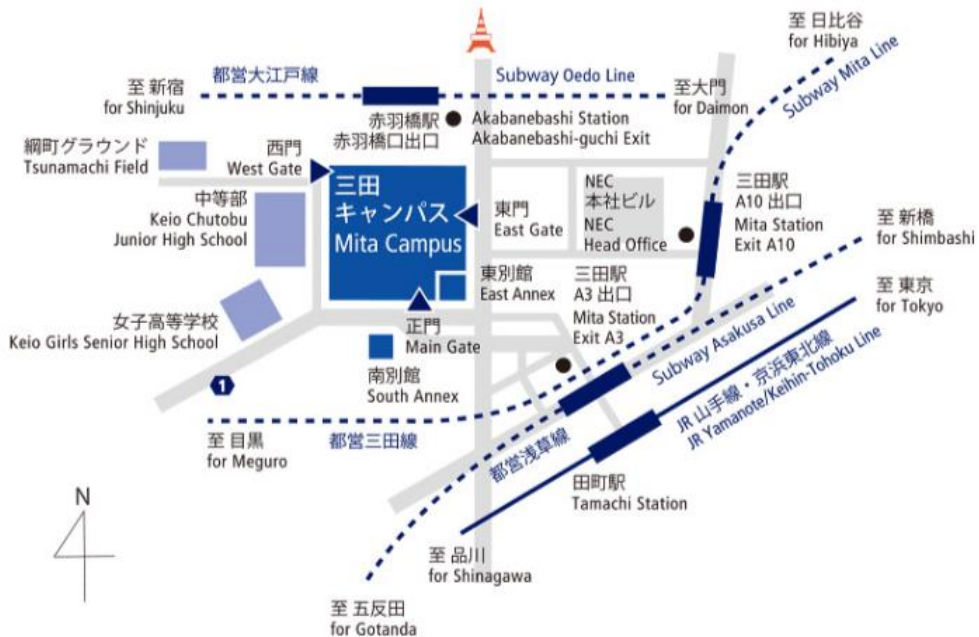 至 日比谷
for Hibiya
Subway Mita Line
至 新宿
for Shinjuku
都営大江戸線
Subway Oedo Line
至大門
for Daimon
赤羽橋駅
赤羽橋口出口
Akabanebashi Station
Akabanebashi-guchi Exit
綱町グラウンド
Tsunamachi Field
西門
West Gate
三田
キャンパス
Mita Campus
中等部
Keio Chutobu
Junior High School
東門
East Gate
NEC
本社ビル
NEC
Head Office
三田駅
A10 出口
Mita Station
Exit A10
至 新橋
for Shimbashi
東別館
East Annex
三田駅
A3 出口
Mita Station
Exit A3
至 東京
for Tokyo
女子高等学校
Keio Girls Senior High School
正門
Main Gate
南別館
South Annex
Subway Asakusa Line
JR 山手線・京浜東北線
JR Yamanote/Keihin-Tohoku Line
1
至 目黒
for Meguro
都営三田線
都営浅草線
田町駅
Tamachi Station
N
至 品川
for Shinagawa
至 五反田
for Gotanda